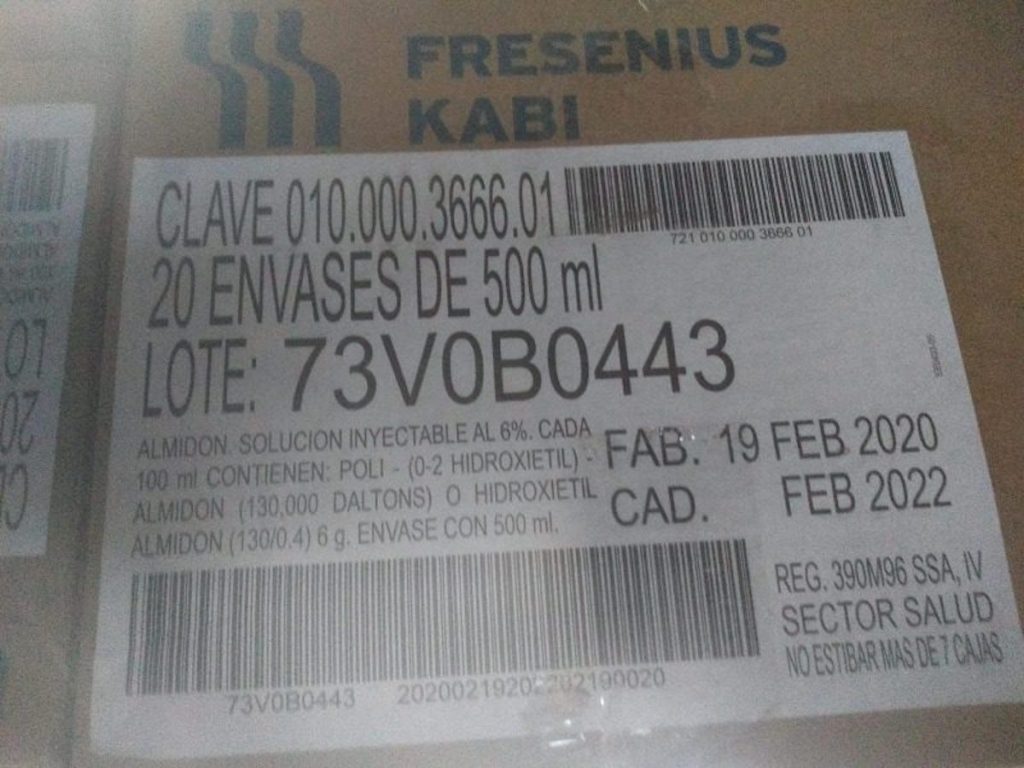 FRESENIUS
KABI
CLAVE 010.000.3666.01
721 010 000 3666 01
20 ENVASES DE 500 ml
LOTE: 73V0B0443
ALMIDON. SOLUCION INYECTABLE AL 6%. CADA
100 ml CONTIENEN: POLI - (0-2 HIDROXIETIL) -
ALMIDON (130,000 DALTONS) O HIDROXIETIL
ALMIDON (130/0.4) 6 g. ENVASE CON 500 ml.
FAB. 19 FEB 2020
CAD. FEB 2022
REG. 390M96 SSA, IV
SECTOR SALUD
NO ESTIBAR MAS DE 7 CAJAS
73V0B0443